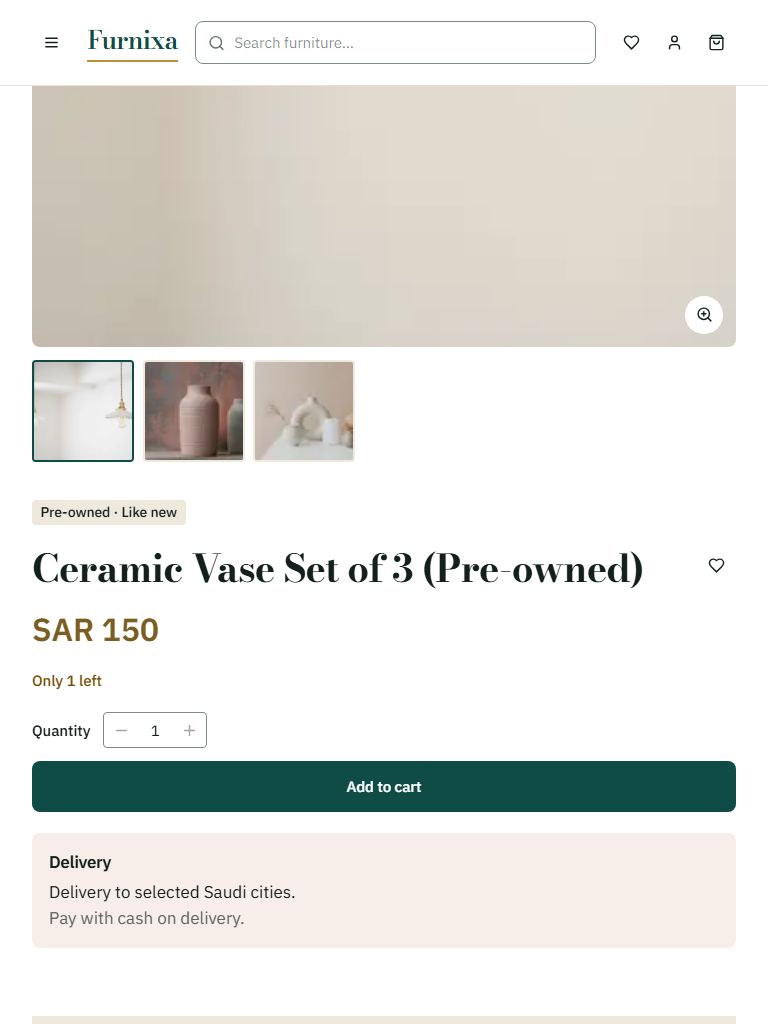 Furnixa
Search furniture...
Pre-owned · Like new
Ceramic Vase Set of 3 (Pre-owned)
SAR 150
Only 1 left
Quantity
1
Add to cart
Delivery
Delivery to selected Saudi cities.
Pay with cash on delivery.